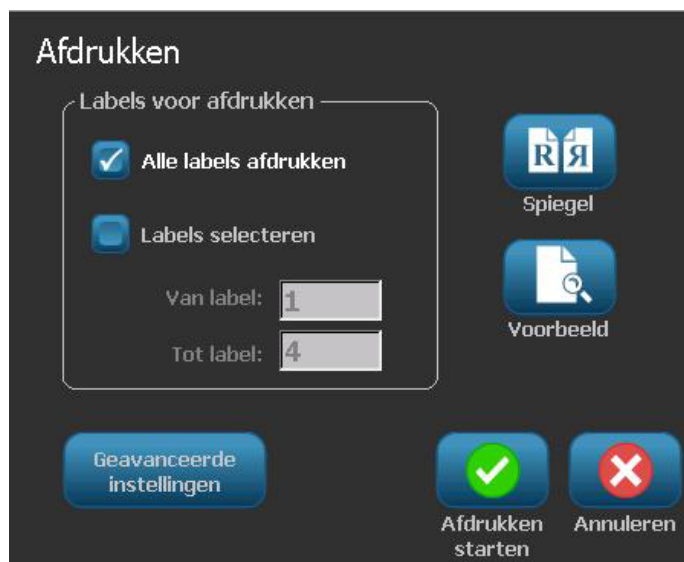 Afdrukken
Labels voor afdrukken
Alle labels afdrukken
Labels selecteren
Van label: 1
Tot label: 4
R Я
Spiegel
Voorbeeld
Geavanceerde
instellingen
Afdrukken
starten
Annuleren